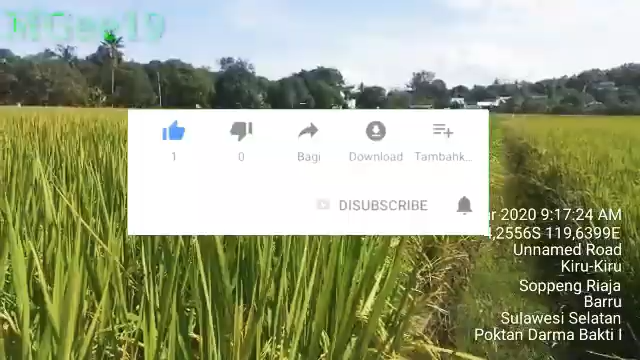 1 0 Bagi Download Tambahk...
DISUBSCRIBE
2020 9:17:24 AM
,2556S 119,6399E
Unnamed Road
Kiru-Kiru
Soppeng Riaja
Barru
Sulawesi Selatan
Poktan Darma Bakti I